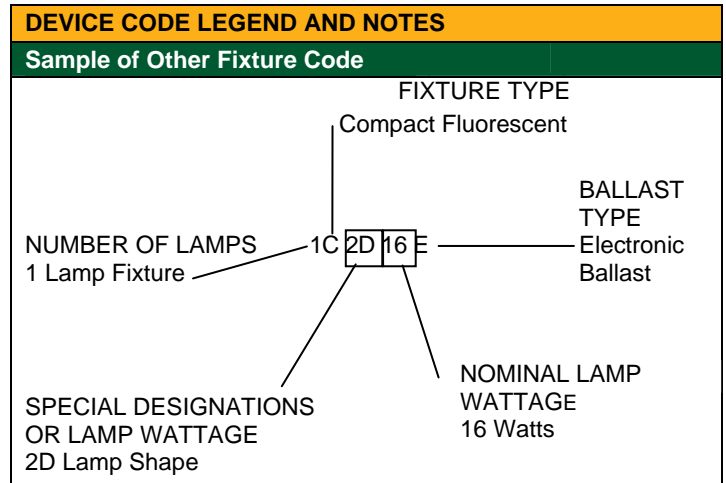 DEVICE CODE LEGEND AND NOTES
Sample of Other Fixture Code
FIXTURE TYPE
Compact Fluorescent
BALLAST
TYPE
Electronic
Ballast
NUMBER OF LAMPS
1 Lamp Fixture
1C 2D 16 E
SPECIAL DESIGNATIONS
OR LAMP WATTAGE
2D Lamp Shape
NOMINAL LAMP
WATTAGE
16 Watts